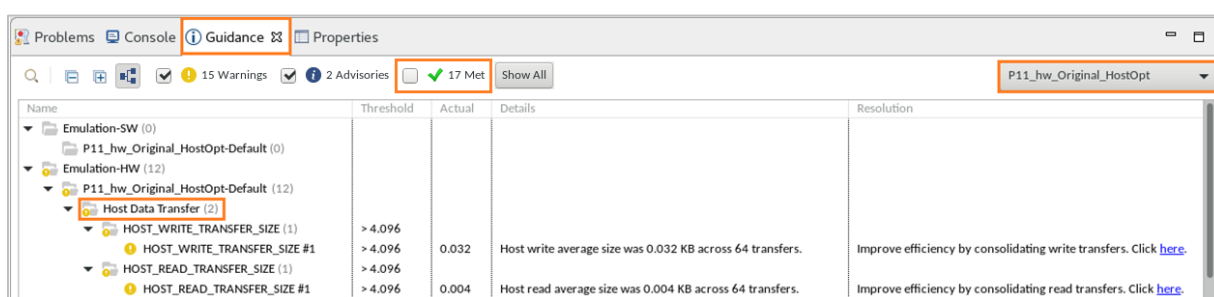 Problems Console Guidance Properties
15 Warnings 2 Advisories 17 Met Show All P11_hw_Original_HostOpt
Name Threshold Actual Details Resolution
Emulation-SW (0)
P11_hw_Original_HostOpt-Default (0)
Emulation-HW (12)
P11_hw_Original_HostOpt-Default (12)
Host Data Transfer (2)
HOST_WRITE_TRANSFER_SIZE (1) > 4.096
HOST_WRITE_TRANSFER_SIZE #1 > 4.096 0.032 Host write average size was 0.032 KB across 64 transfers. Improve efficiency by consolidating write transfers. Click here.
HOST_READ_TRANSFER_SIZE (1) > 4.096
HOST_READ_TRANSFER_SIZE #1 > 4.096 0.004 Host read average size was 0.004 KB across 64 transfers. Improve efficiency by consolidating read transfers. Click here.